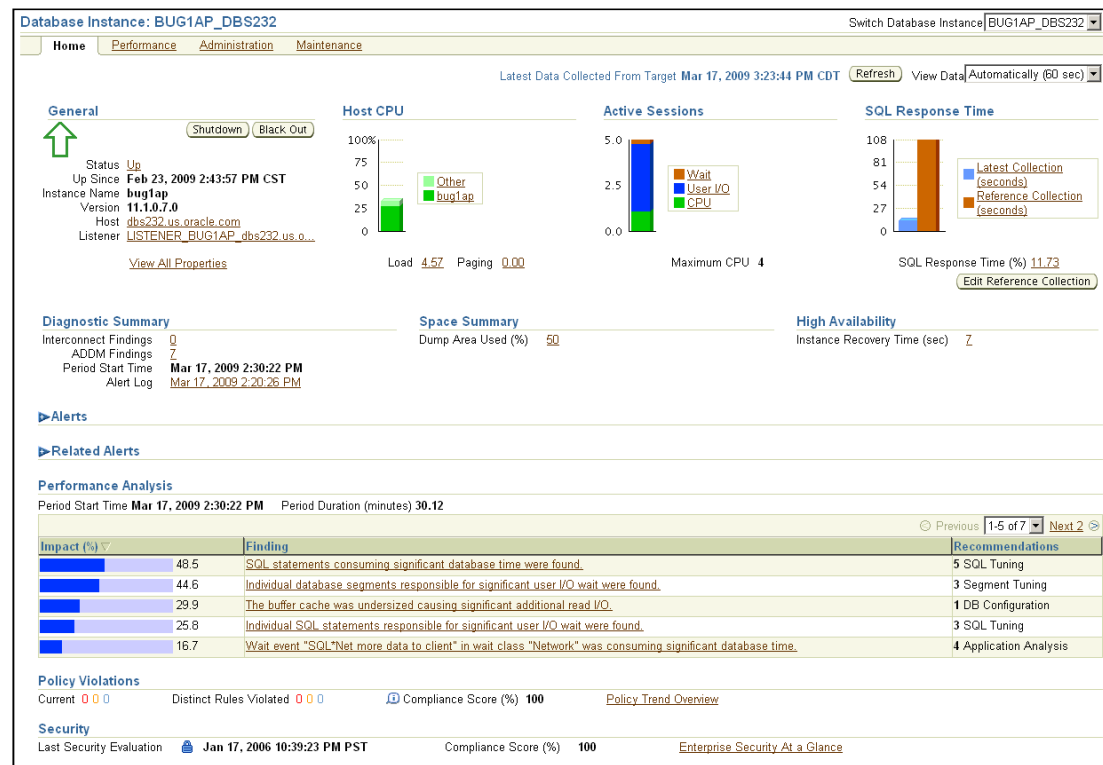 Database Instance: BUG1AP_DBS232
Switch Database Instance BUG1AP_DBS232
Home Performance Administration Maintenance
Latest Data Collected From Target Mar 17, 2009 3:23:44 PM CDT Refresh View Data Automatically (60 sec)
General
Shutdown Black Out
Status Up
Up Since Feb 23, 2009 2:43:57 PM CST
Instance Name bug1ap
Version 11.1.0.7.0
Host dbs232.us.oracle.com
Listener LISTENER_BUG1AP_dbs232.us.o...
View All Properties
Host CPU
100%
75
50
25
0
Other
bug1ap
Load 4.57 Paging 0.00
Active Sessions
5.0
2.5
0.0
Wait
User I/O
CPU
Maximum CPU 4
SQL Response Time
108
81
54
27
0
Latest Collection
(seconds)
Reference Collection
(seconds)
SQL Response Time (%) 11.73
Edit Reference Collection
Diagnostic Summary
Interconnect Findings 0
ADDM Findings 7
Period Start Time Mar 17, 2009 2:30:22 PM
Alert Log Mar 17, 2009 2:20:26 PM
Space Summary
Dump Area Used (%) 50
High Availability
Instance Recovery Time (sec) 7
Alerts
Related Alerts
Performance Analysis
Period Start Time Mar 17, 2009 2:30:22 PM Period Duration (minutes) 30.12
Previous 1-5 of 7 Next 2
Impact (%) Finding Recommendations
48.5 SQL statements consuming significant database time were found. 5 SQL Tuning
44.6 Individual database segments responsible for significant user I/O wait were found. 3 Segment Tuning
29.9 The buffer cache was undersized causing significant additional read I/O. 1 DB Configuration
25.8 Individual SQL statements responsible for significant user I/O wait were found. 3 SQL Tuning
16.7 Wait event "SQL*Net more data to client" in wait class "Network" was consuming significant database time. 4 Application Analysis
Policy Violations
Current 0 0 0 Distinct Rules Violated 0 0 0 Compliance Score (%) 100 Policy Trend Overview
Security
Last Security Evaluation Jan 17, 2006 10:39:23 PM PST Compliance Score (%) 100 Enterprise Security At a Glance